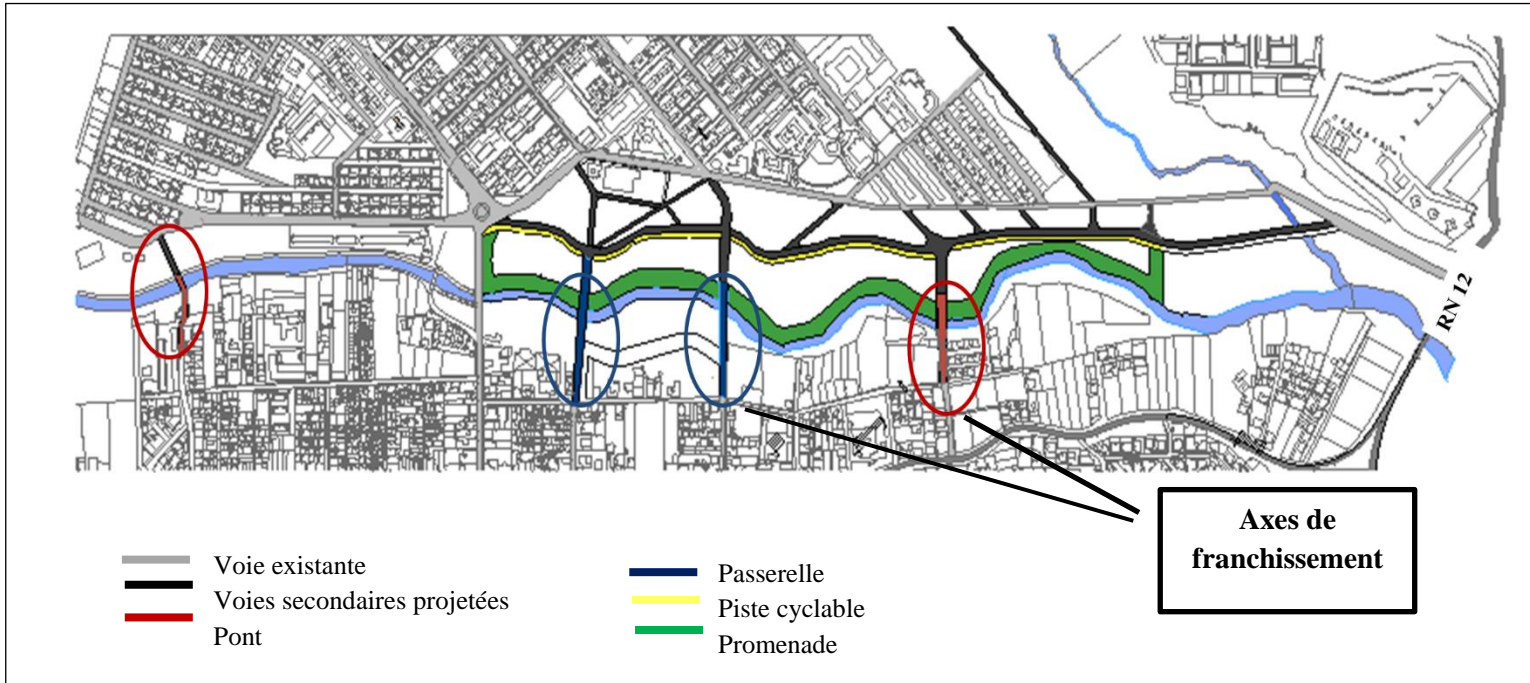 RN 12
Axes de
franchissement
Voie existante
Voies secondaires projetées
Pont
Passerelle
Piste cyclable
Promenade